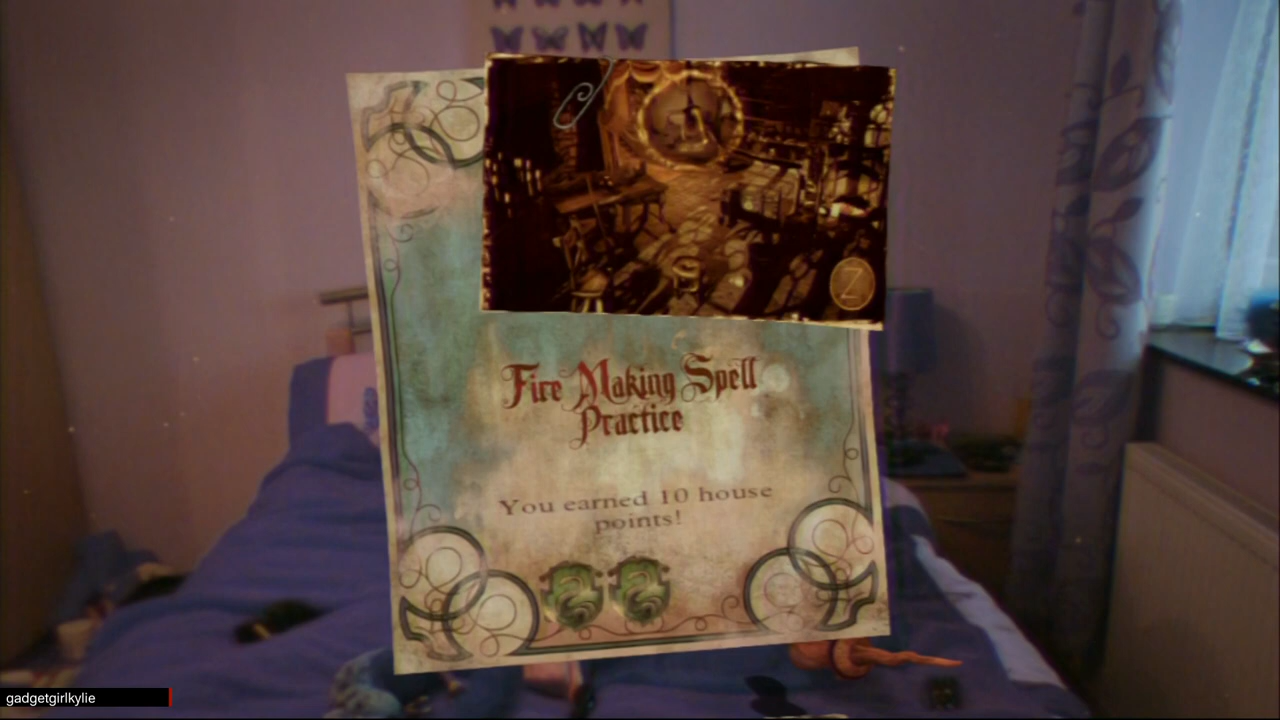 Z
Fire Making Spell
Practice
You earned 10 house
points!
gadgetgirlkylie